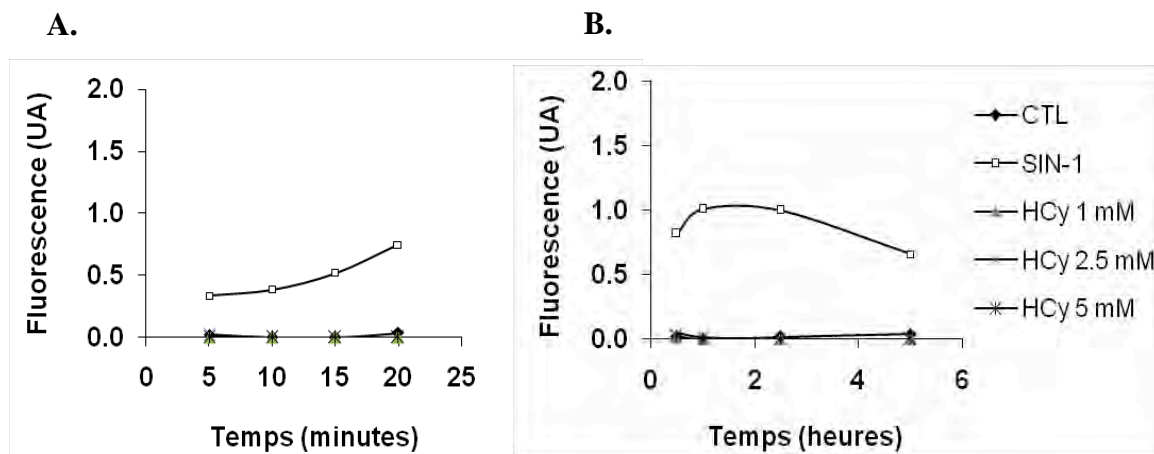 A.
B.
Fluorescence (UA)
2.0
1.5
1.0
0.5
0.0
0 5 10 15 20 25
Temps (minutes)
Fluorescence (UA)
2.0
1.5
1.0
0.5
0.0
0 2 4 6
Temps (heures)
CTL
SIN-1
HCy 1 mM
HCy 2.5 mM
HCy 5 mM